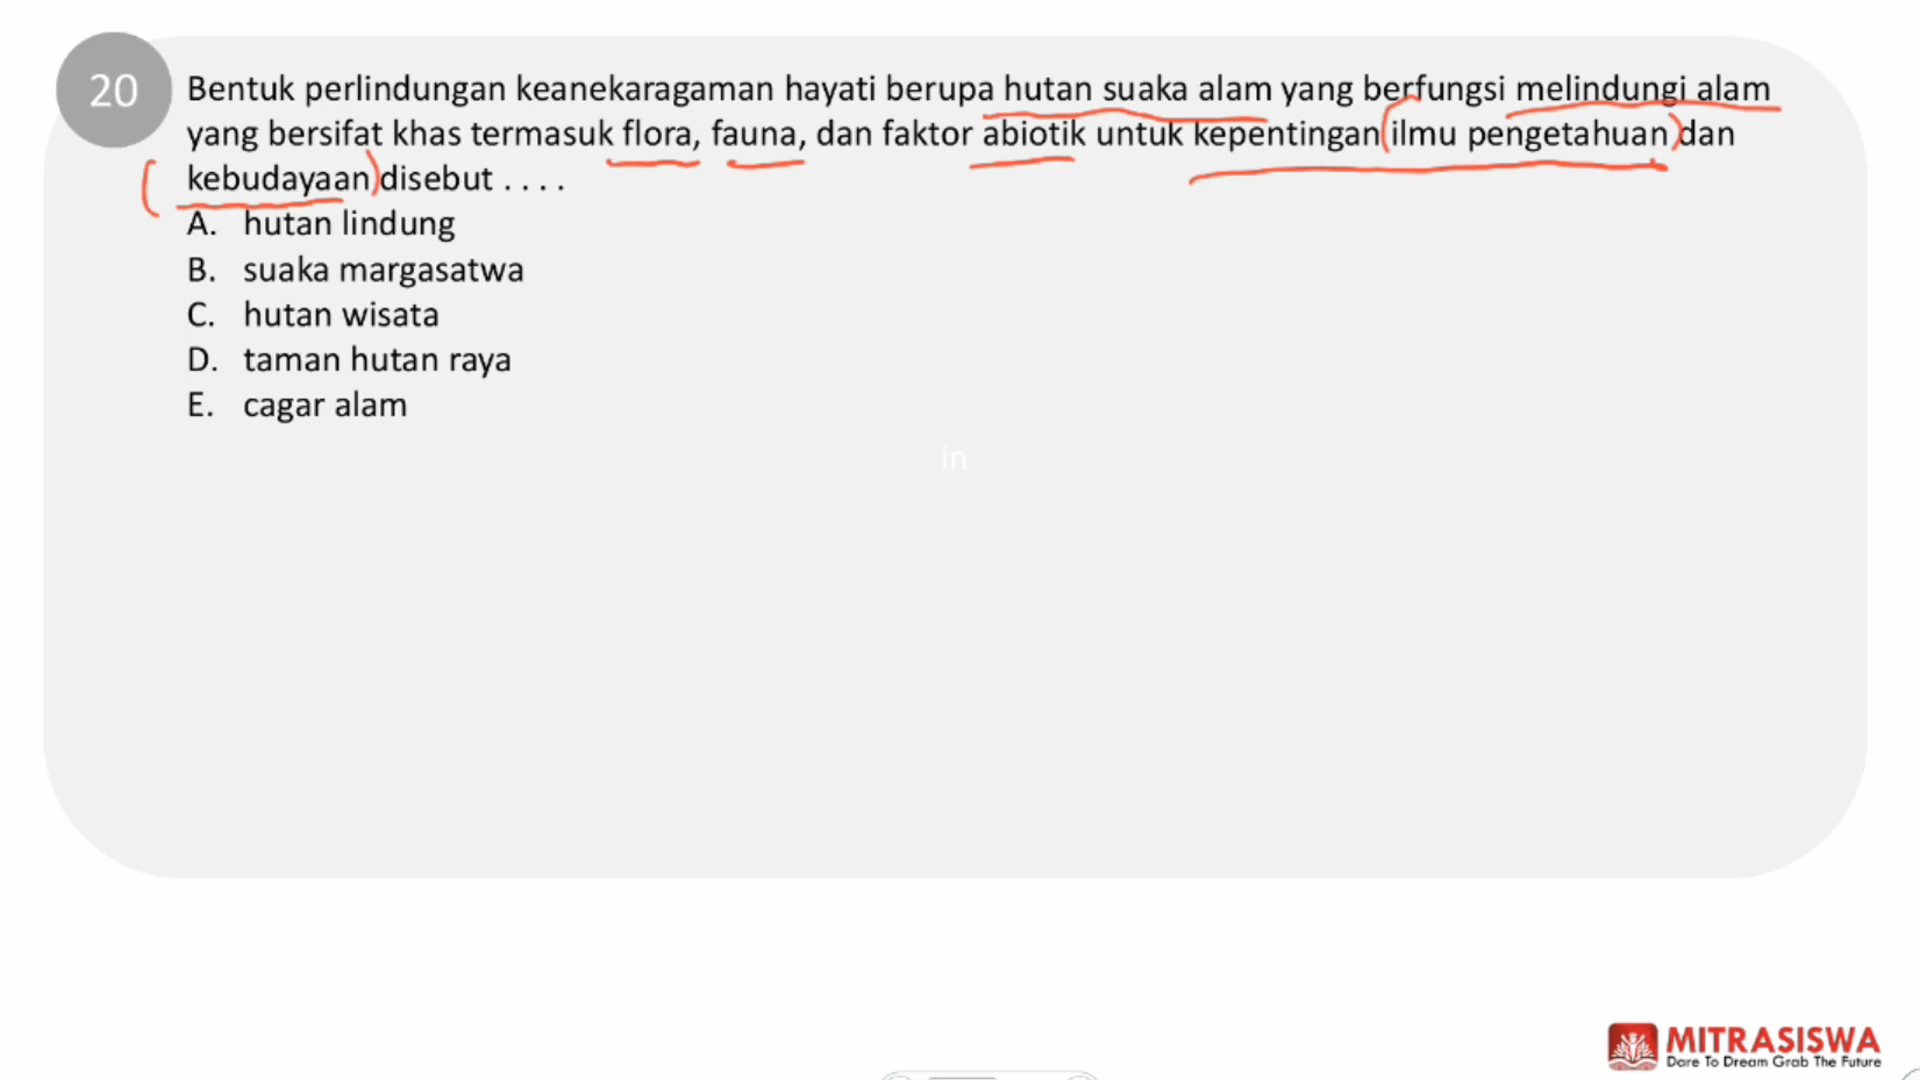 20
Bentuk perlindungan keanekaragaman hayati berupa hutan suaka alam yang berfungsi melindungi alam
yang bersifat khas termasuk flora, fauna, dan faktor abiotik untuk kepentingan ilmu pengetahuan dan
kebudayaan disebut . . . .
A. hutan lindung
B. suaka margasatwa
C. hutan wisata
D. taman hutan raya
E. cagar alam
in
MITRASISWA
Dare To Dream Grab The Future